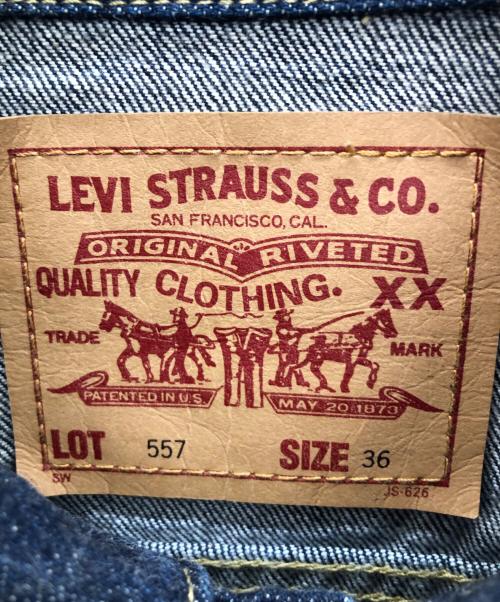 LEVI STRAUSS & CO.
SAN FRANCISCO, CAL.
ORIGINAL RIVETED
QUALITY CLOTHING. XX
TRADE MARK
PATENTED IN U.S. MAY 20 1873
LOT 557 SIZE 36
SW JS-626